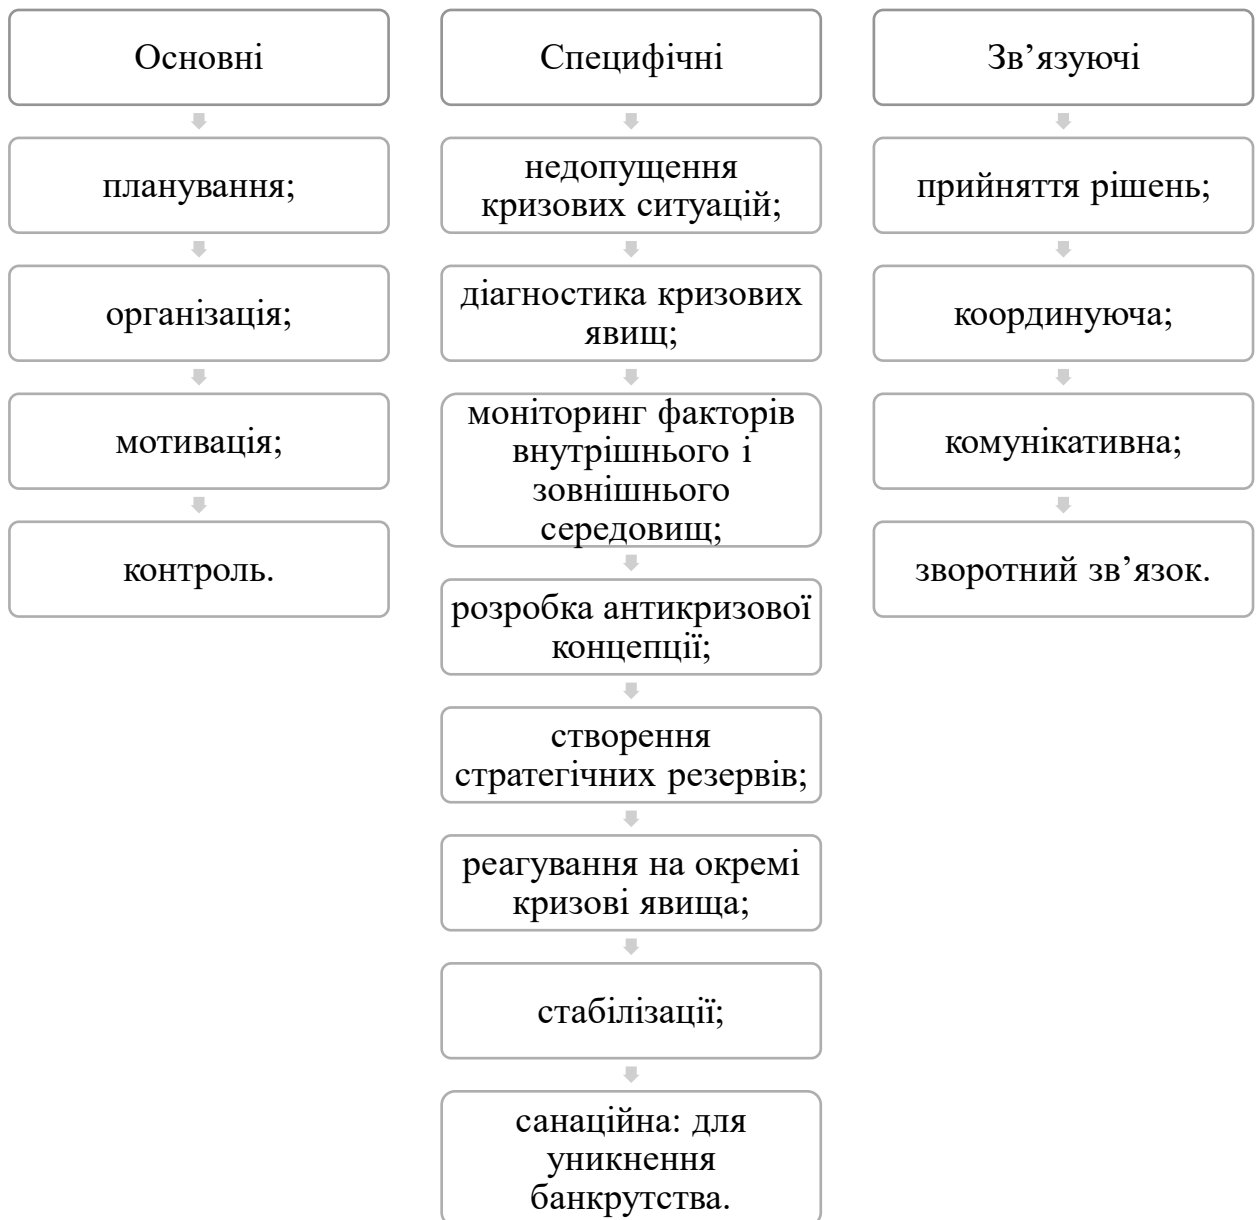 Основні
планування;
організація;
мотивація;
контроль.
Специфічні
недопущення
кризових ситуацій;
діагностика кризових
явищ;
моніторинг факторів
внутрішнього і
зовнішнього
середовищ;
розробка антикризової
концепції;
створення
стратегічних резервів;
реагування на окремі
кризові явища;
стабілізації;
санаційна: для
уникнення
банкрутства.
Зв’язуючі
прийняття рішень;
координуюча;
комунікативна;
зворотний зв’язок.